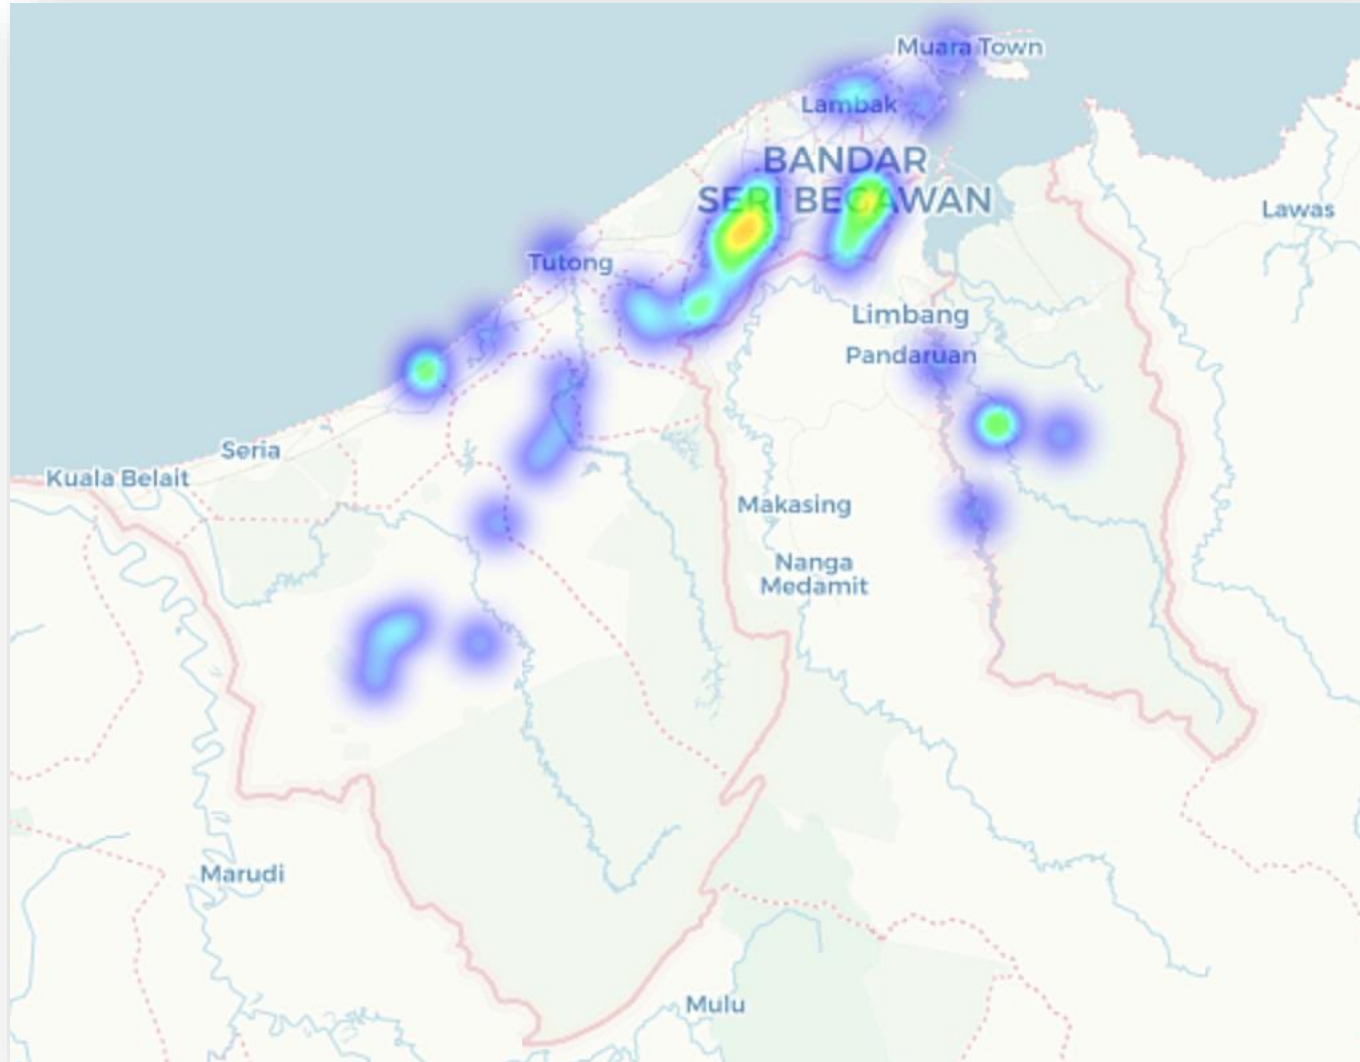 Muara Town
Lambak
BANDAR
SERI BEGAWAN
Lawas
Tutong
Limbang
Pandaruan
Seria
Kuala Belait
Makasing
Nanga
Medamit
Marudi
Mulu